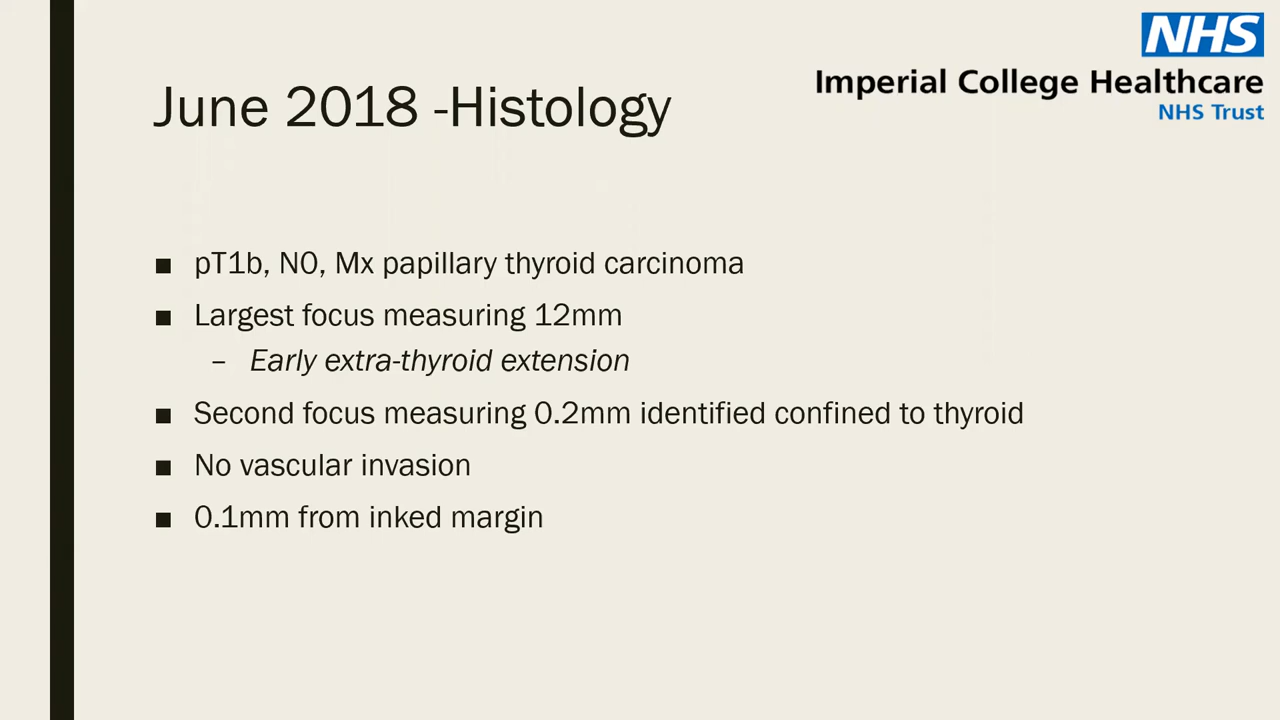 NHS
Imperial College Healthcare
NHS Trust
June 2018 -Histology
■ pT1b, N0, Mx papillary thyroid carcinoma
■ Largest focus measuring 12mm
– Early extra-thyroid extension
■ Second focus measuring 0.2mm identified confined to thyroid
■ No vascular invasion
■ 0.1mm from inked margin